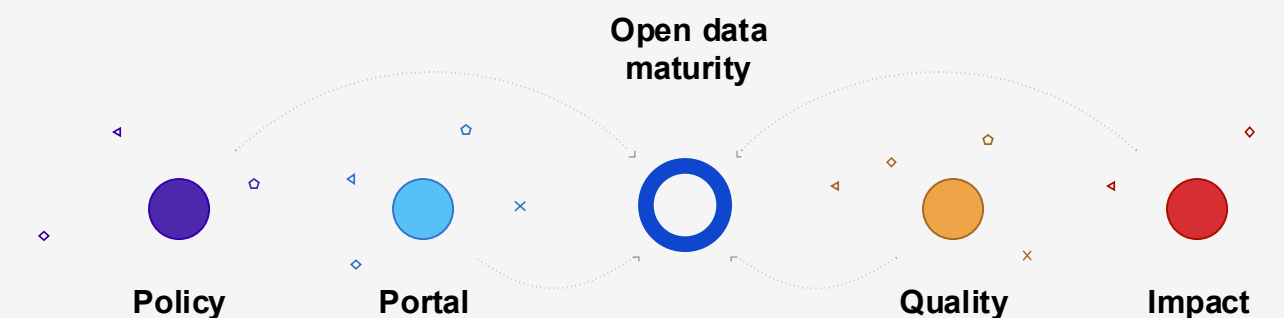 Open data
maturity
Policy
Portal
Quality
Impact